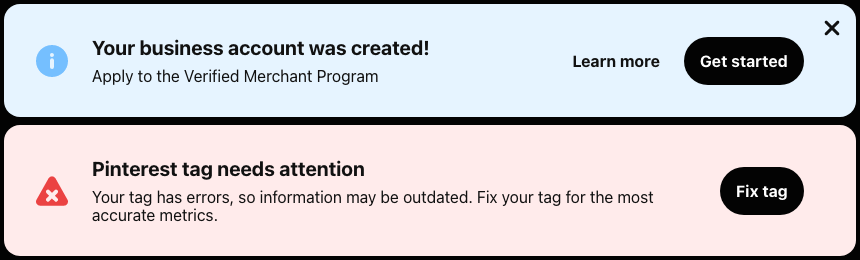 Your business account was created!
Apply to the Verified Merchant Program
Learn more
Get started
Pinterest tag needs attention
Your tag has errors, so information may be outdated. Fix your tag for the most
accurate metrics.
Fix tag